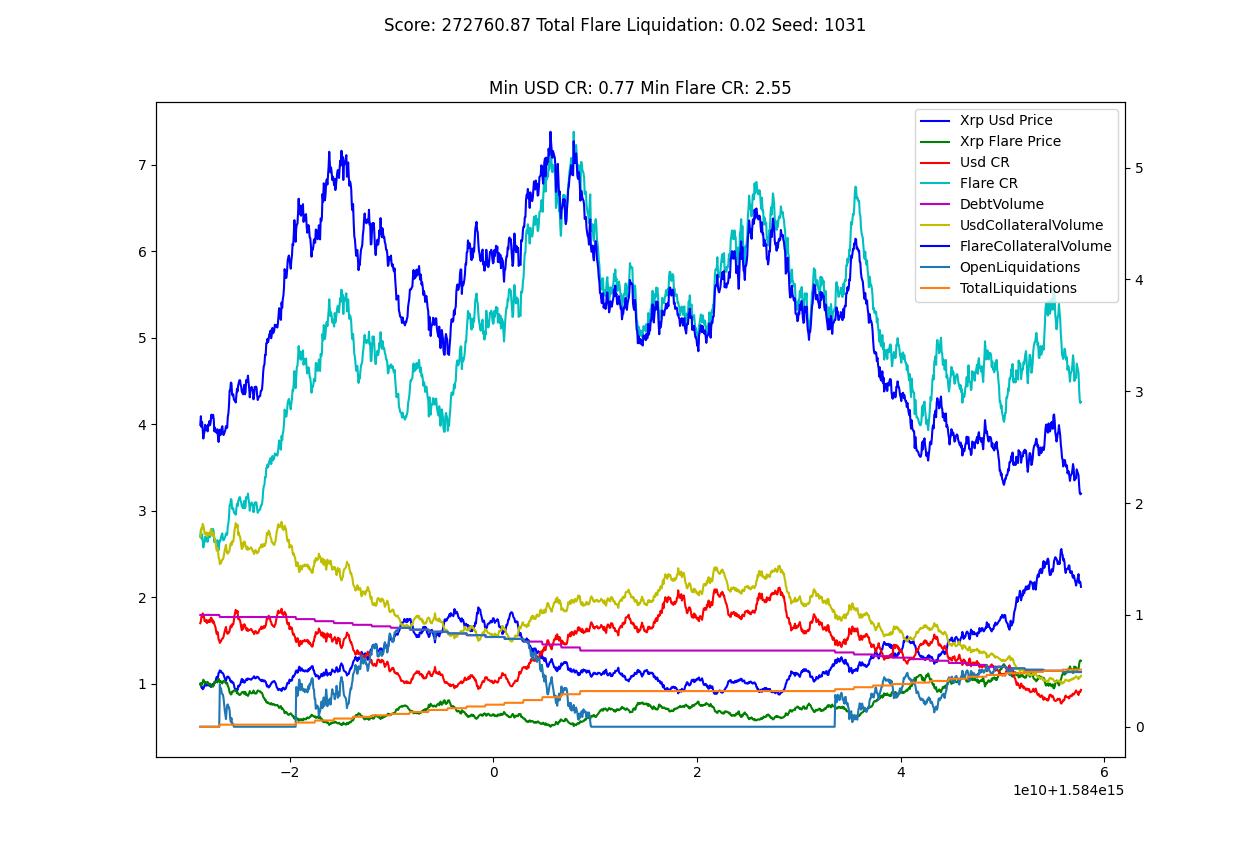 Score: 272760.87 Total Flare Liquidation: 0.02 Seed: 1031
Min USD CR: 0.77 Min Flare CR: 2.55
Xrp Usd Price
Xrp Flare Price
Usd CR
Flare CR
DebtVolume
UsdCollateralVolume
FlareCollateralVolume
OpenLiquidations
TotalLiquidations
7
6
5
4
3
2
1
5
4
3
2
1
0
−2
0
2
4
6
1e10+1.584e15